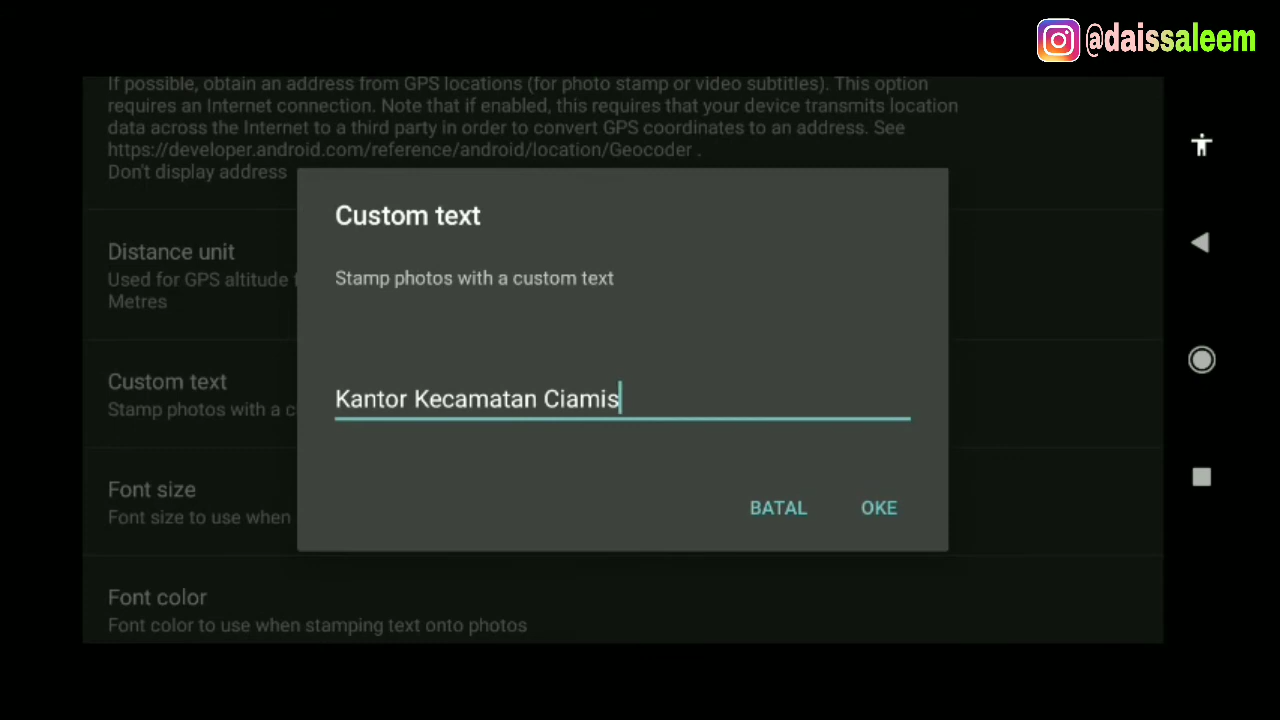 @daissaleem
If possible, obtain an address from GPS locations (for photo stamp or video subtitles). This option
requires an Internet connection. Note that if enabled, this requires that your device transmits location
data across the Internet to a third party in order to convert GPS coordinates to an address. See
https://developer.android.com/reference/android/location/Geocoder .
Don't display address
Custom text
Stamp photos with a custom text
Kantor Kecamatan Ciamis
BATAL OKE
Distance unit
Used for GPS altitude
Metres
Custom text
Stamp photos with a c
Font size
Font size to use when
Font color
Font color to use when stamping text onto photos